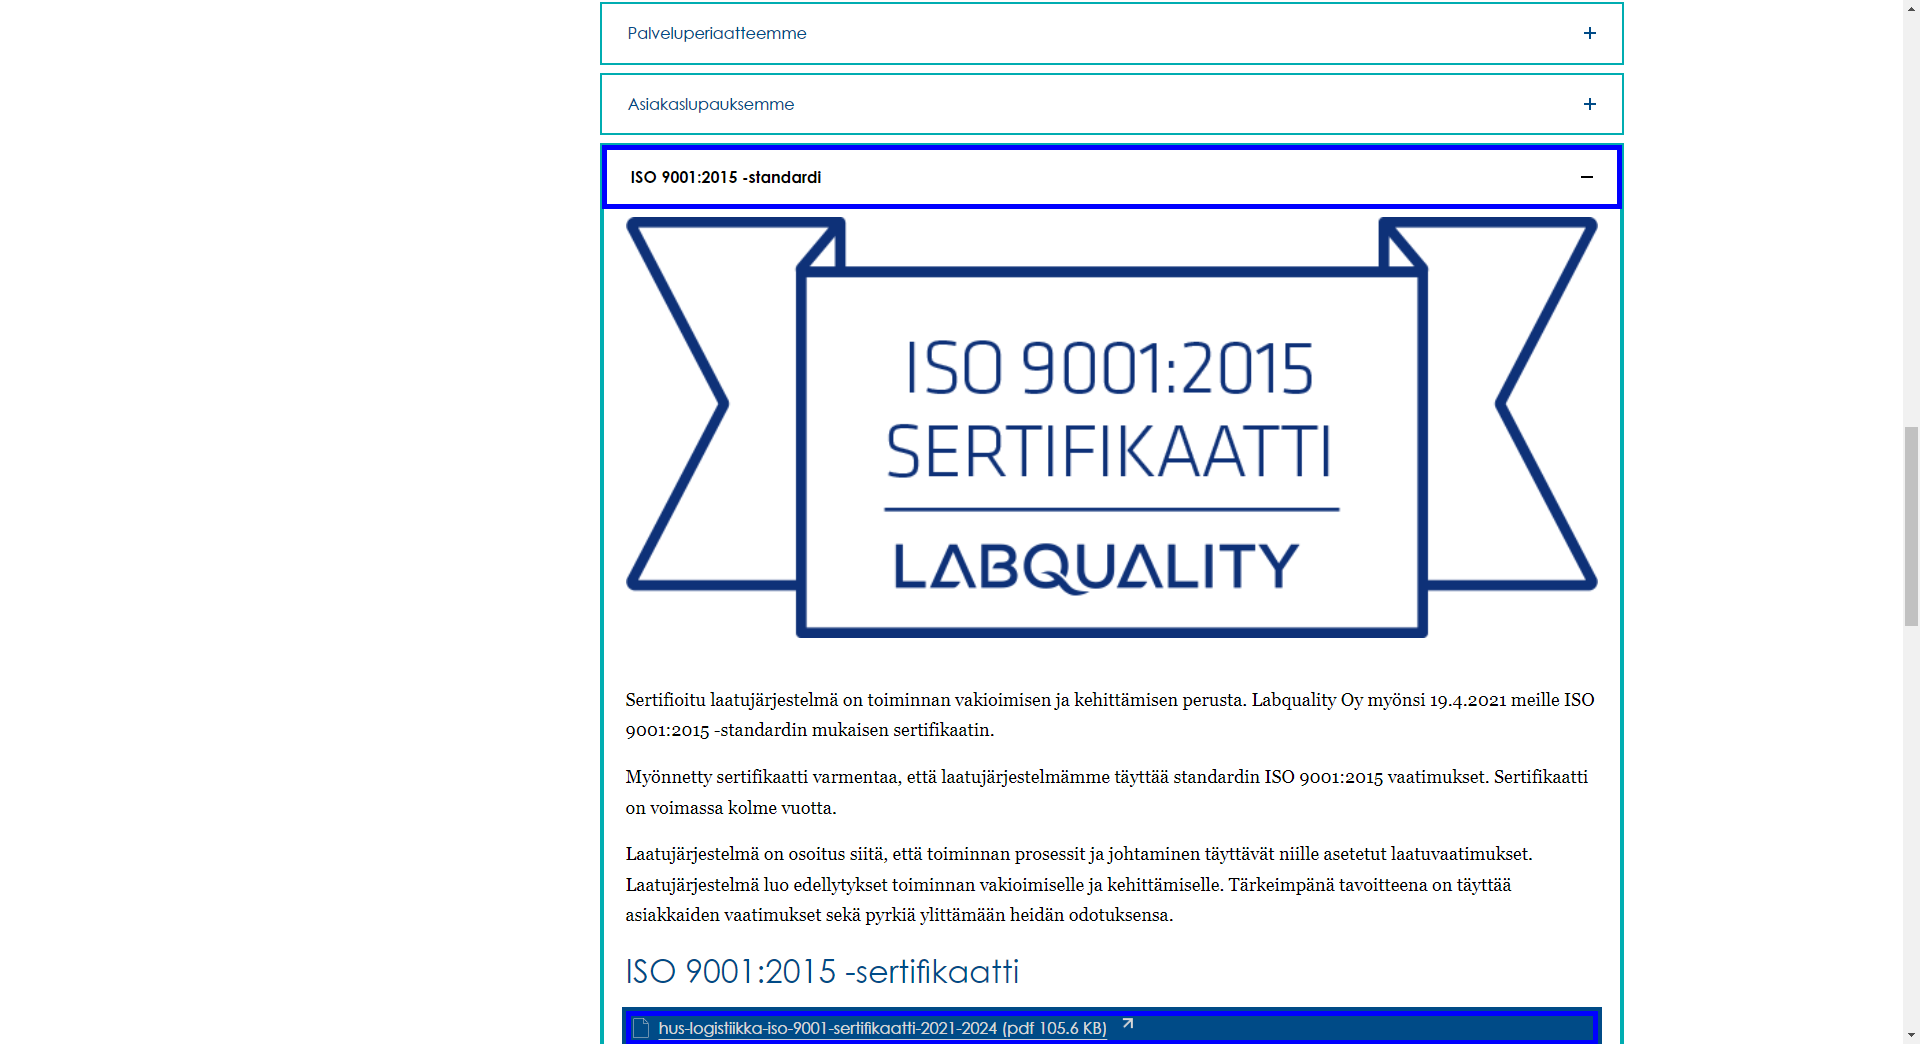 Palveluperiaatteemme
Asiakaslupauksemme
ISO 9001:2015 -standardi
ISO 9001:2015
SERTIFIKAATTI
LABQUALITY
Sertifioitu laatujärjestelmä on toiminnan vakioimisen ja kehittämisen perusta. Labquality Oy myönsi 19.4.2021 meille ISO
9001:2015 -standardin mukaisen sertifikaatin.
Myönnetty sertifikaatti varmentaa, että laatujärjestelmämme täyttää standardin ISO 9001:2015 vaatimukset. Sertifikaatti
on voimassa kolme vuotta.
Laatujärjestelmä on osoitus siitä, että toiminnan prosessit ja johtaminen täyttävät niille asetetut laatuvaatimukset.
Laatujärjestelmä luo edellytykset toiminnan vakioimiselle ja kehittämiselle. Tärkeimpänä tavoitteena on täyttää
asiakkaiden vaatimukset sekä pyrkiä ylittämään heidän odotuksensa.
ISO 9001:2015 -sertifikaatti
hus-logistiikka-iso-9001-sertifikaatti-2021-2024 (pdf 105.6 KB)